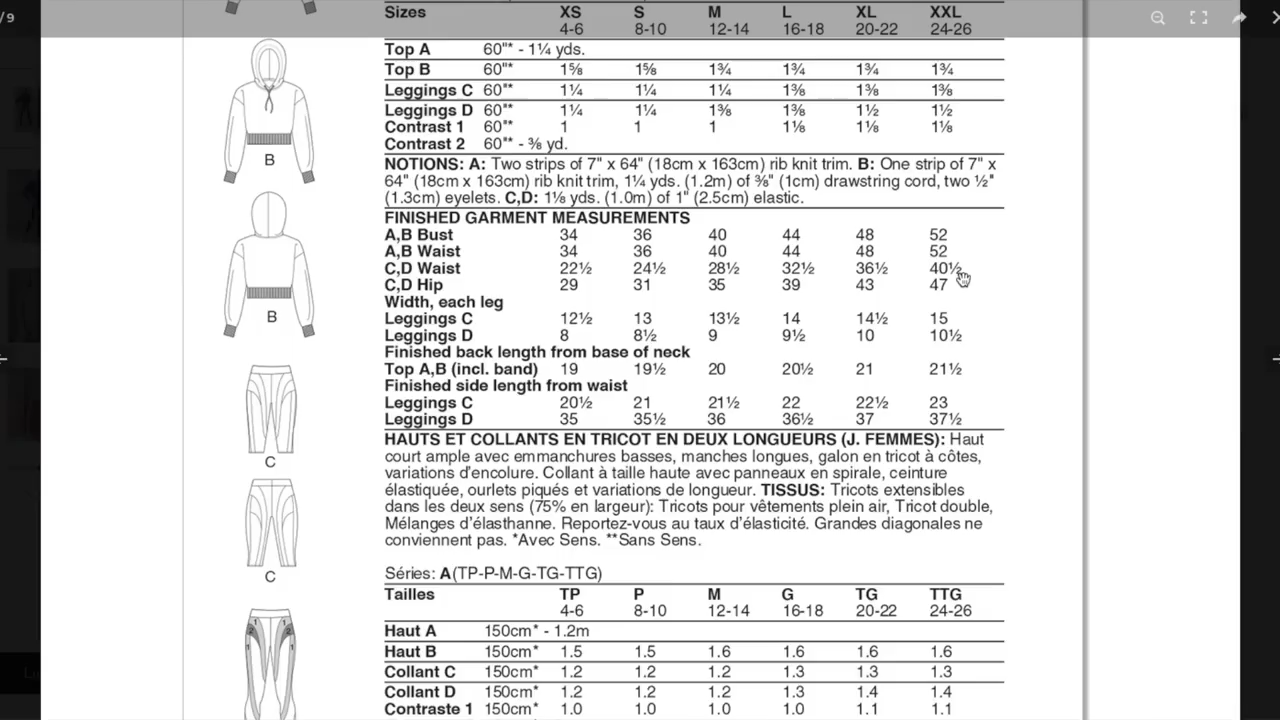 /9
Sizes XS S M L XL XXL
4-6 8-10 12-14 16-18 20-22 24-26
Top A 60"* - 1¼ yds.
Top B 60"* 1⅝ 1⅝ 1¾ 1¾ 1¾ 1¾
Leggings C 60"* 1¼ 1¼ 1¼ 1⅜ 1⅜ 1⅜
Leggings D 60"* 1¼ 1¼ 1⅜ 1⅜ 1½ 1½
Contrast 1 60"* 1 1 1 1⅛ 1⅛ 1⅛
Contrast 2 60"* - ⅜ yd.
NOTIONS: A: Two strips of 7" x 64" (18cm x 163cm) rib knit trim. B: One strip of 7" x
64" (18cm x 163cm) rib knit trim, 1¼ yds. (1.2m) of ⅜" (1cm) drawstring cord, two ½"
(1.3cm) eyelets. C,D: 1⅛ yds. (1.0m) of 1" (2.5cm) elastic.
FINISHED GARMENT MEASUREMENTS
A,B Bust 34 36 40 44 48 52
A,B Waist 34 36 40 44 48 52
C,D Waist 22½ 24½ 28½ 32½ 36½ 40½
C,D Hip 29 31 35 39 43 47
Width, each leg
Leggings C 12½ 13 13½ 14 14½ 15
Leggings D 8 8½ 9 9½ 10 10½
Finished back length from base of neck
Top A,B (incl. band) 19 19½ 20 20½ 21 21½
Finished side length from waist
Leggings C 20½ 21 21½ 22 22½ 23
Leggings D 35 35½ 36 36½ 37 37½
HAUTS ET COLLANTS EN TRICOT EN DEUX LONGUEURS (J. FEMMES): Haut
court ample avec emmanchures basses, manches longues, galon en tricot à côtes,
variations d'encolure. Collant à taille haute avec panneaux en spirale, ceinture
élastiquée, ourlets piqués et variations de longueur. TISSUS: Tricots extensibles
dans les deux sens (75% en largeur): Tricots pour vêtements plein air, Tricot double,
Mélanges d'élasthanne. Reportez-vous au taux d'élasticité. Grandes diagonales ne
conviennent pas. *Avec Sens. **Sans Sens.
Séries: A(TP-P-M-G-TG-TTG)
Tailles TP P M G TG TTG
4-6 8-10 12-14 16-18 20-22 24-26
Haut A 150cm* - 1.2m
Haut B 150cm* 1.5 1.5 1.6 1.6 1.6 1.6
Collant C 150cm* 1.2 1.2 1.2 1.3 1.3 1.3
Collant D 150cm* 1.2 1.2 1.2 1.3 1.4 1.4
Contraste 1 150cm* 1.0 1.0 1.0 1.0 1.1 1.1
B
B
C
C
1
2
2
1
1